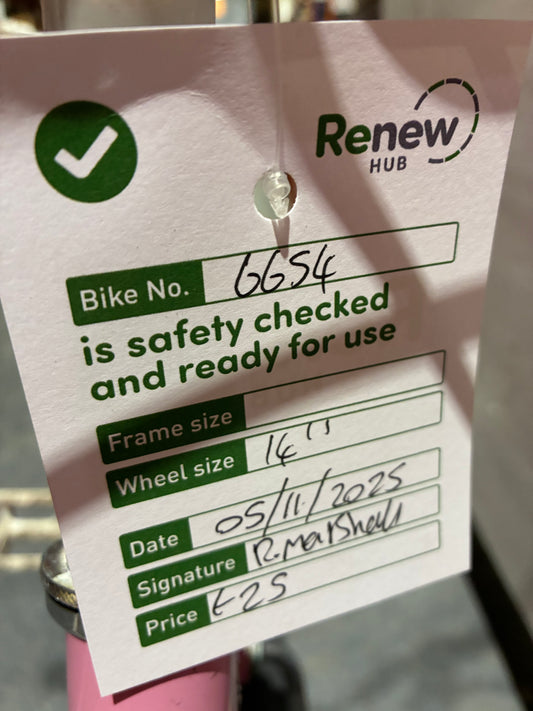 Renew
HUB
Bike No. 6654
is safety checked
and ready for use
Frame size
Wheel size 14"
Date 05/11/2025
Signature R. Marshall
Price £25